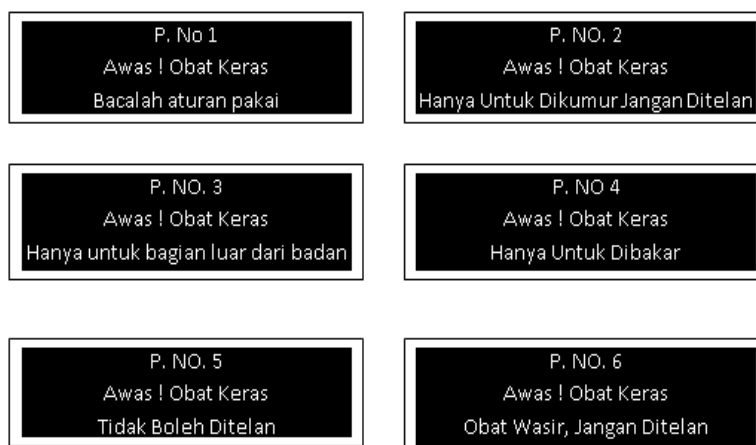 P. No 1
Awas ! Obat Keras
Bacalah aturan pakai
P. NO. 2
Awas ! Obat Keras
Hanya Untuk Dikumur Jangan Ditelan
P. NO. 3
Awas ! Obat Keras
Hanya untuk bagian luar dari badan
P. NO 4
Awas ! Obat Keras
Hanya Untuk Dibakar
P. NO. 5
Awas ! Obat Keras
Tidak Boleh Ditelan
P. NO. 6
Awas ! Obat Keras
Obat Wasir, Jangan Ditelan